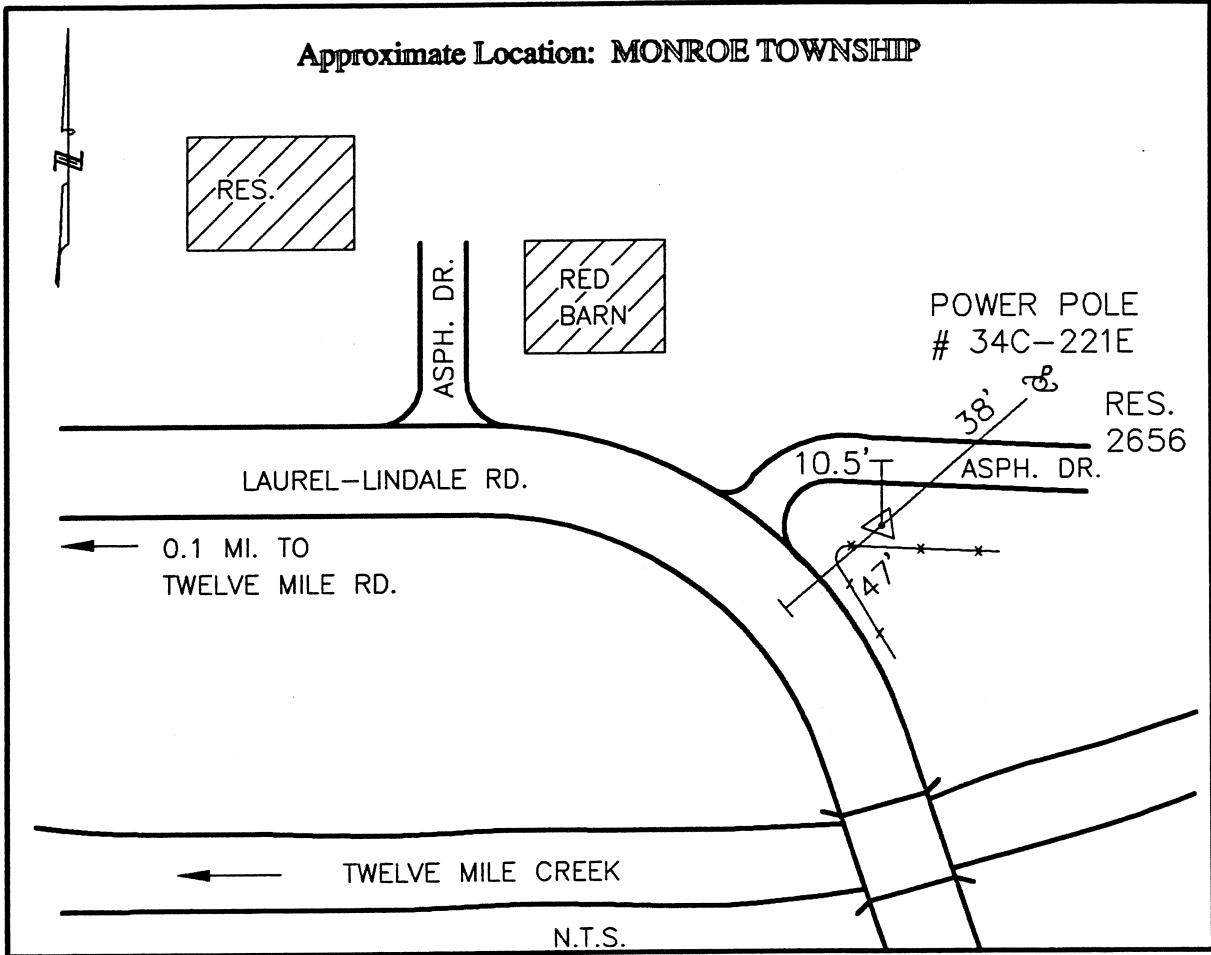 Approximate Location: MONROE TOWNSHIP
N
RES.
ASPH. DR.
RED
BARN
POWER POLE
# 34C-221E
38'
RES.
2656
10.5'
ASPH. DR.
LAUREL-LINDALE RD.
47'
0.1 MI. TO
TWELVE MILE RD.
TWELVE MILE CREEK
N.T.S.